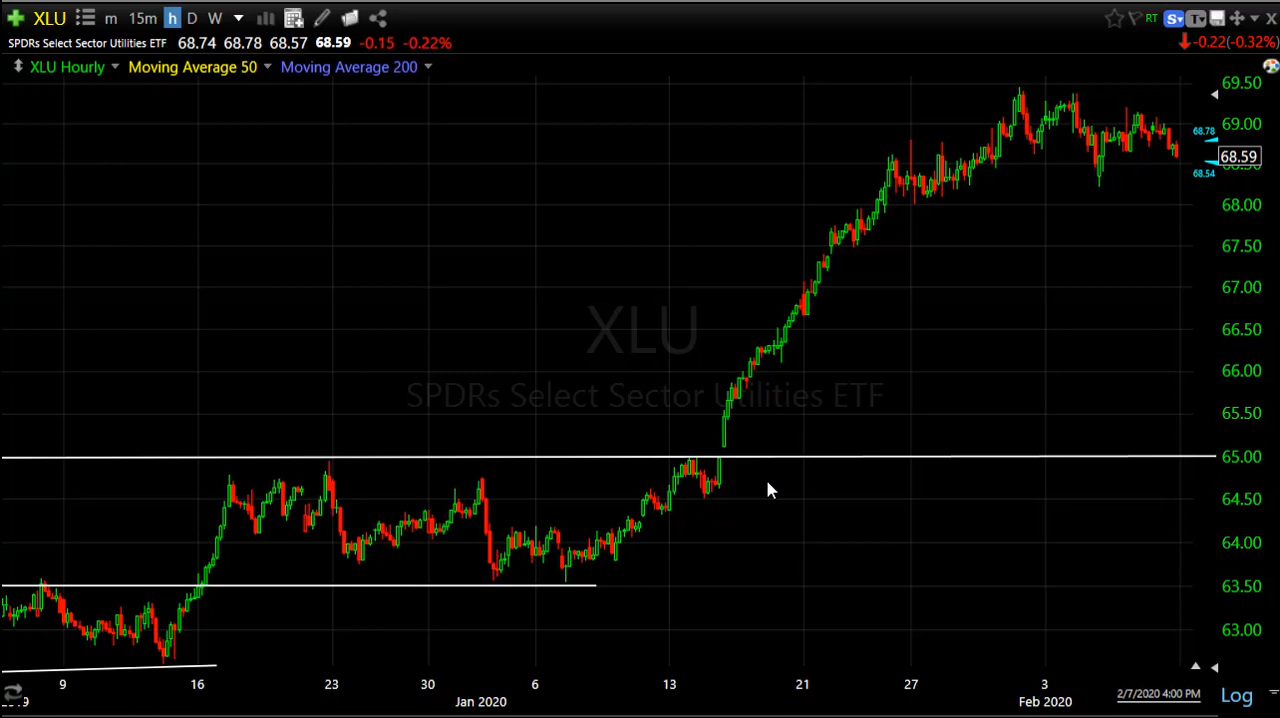 XLU m 15m h D W RT S T X
SPDRs Select Sector Utilities ETF 68.74 68.78 68.57 68.59 -0.15 -0.22% -0.22(-0.32%)
XLU Hourly Moving Average 50 Moving Average 200
69.50
69.00
68.78
68.59
68.54
68.00
67.50
67.00
XLU
66.50
66.00
SPDRs Select Sector Utilities ETF
65.50
65.00
64.50
64.00
63.50
63.00
9 16 23 30 6 13 21 27 3
Jan 2020 Feb 2020 2/7/2020 4:00 PM Log